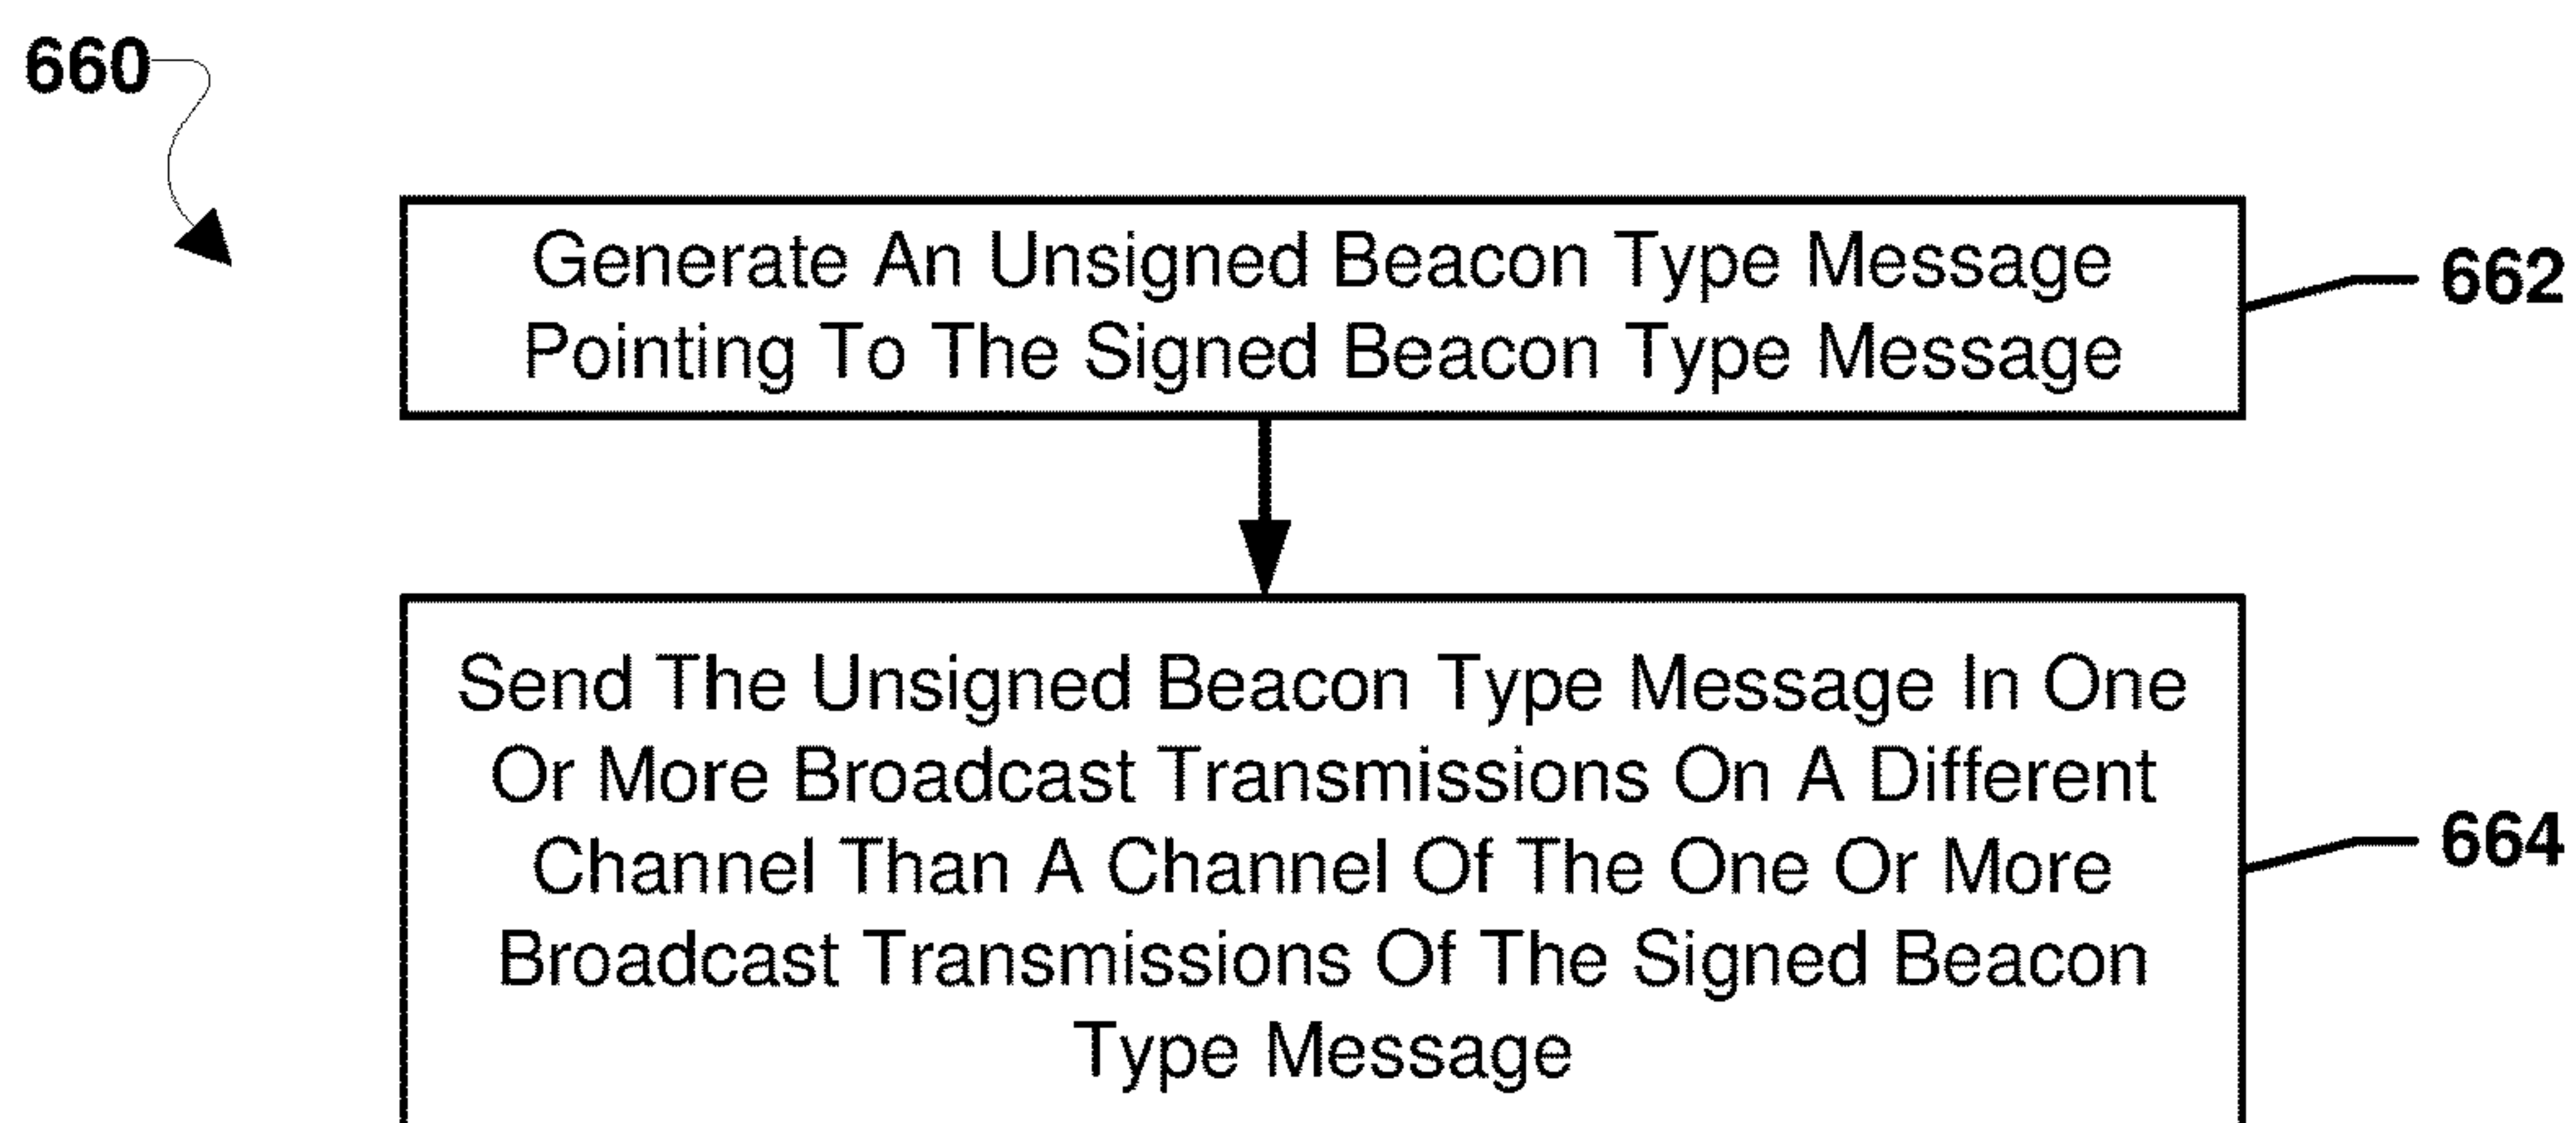 660
Generate An Unsigned Beacon Type Message
Pointing To The Signed Beacon Type Message
662
Send The Unsigned Beacon Type Message In One
Or More Broadcast Transmissions On A Different
Channel Than A Channel Of The One Or More
Broadcast Transmissions Of The Signed Beacon
Type Message
664